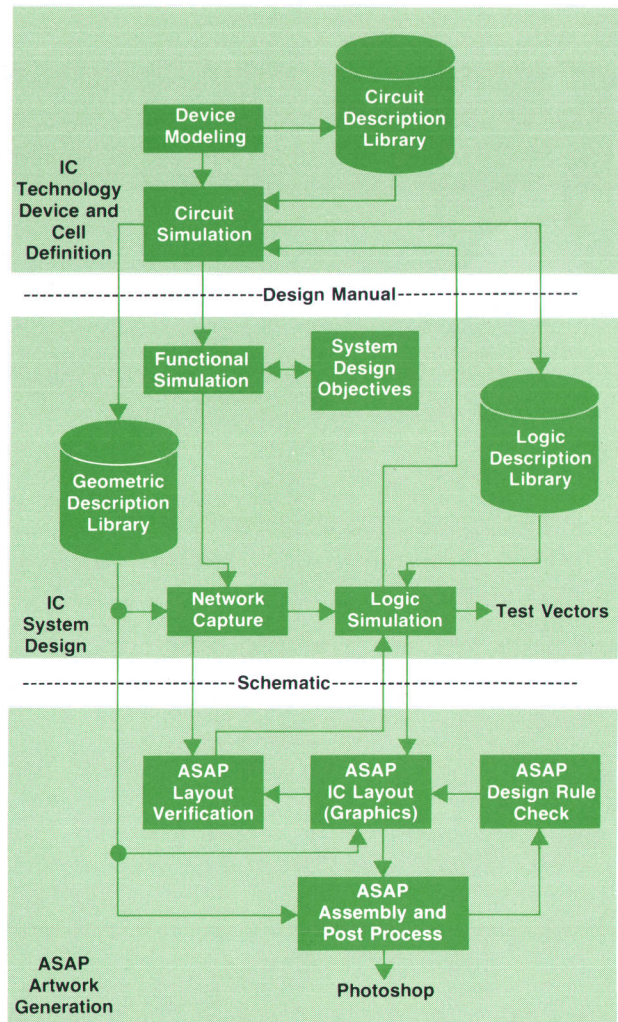 Circuit
Description
Library
Device
Modeling
IC
Technology
Device and
Cell
Definition
Circuit
Simulation
Design Manual
Functional
Simulation
System
Design
Objectives
Geometric
Description
Library
Logic
Description
Library
IC
System
Design
Network
Capture
Logic
Simulation
Test Vectors
Schematic
ASAP
Layout
Verification
ASAP
IC Layout
(Graphics)
ASAP
Design Rule
Check
ASAP
Assembly and
Post Process
ASAP
Artwork
Generation
Photoshop